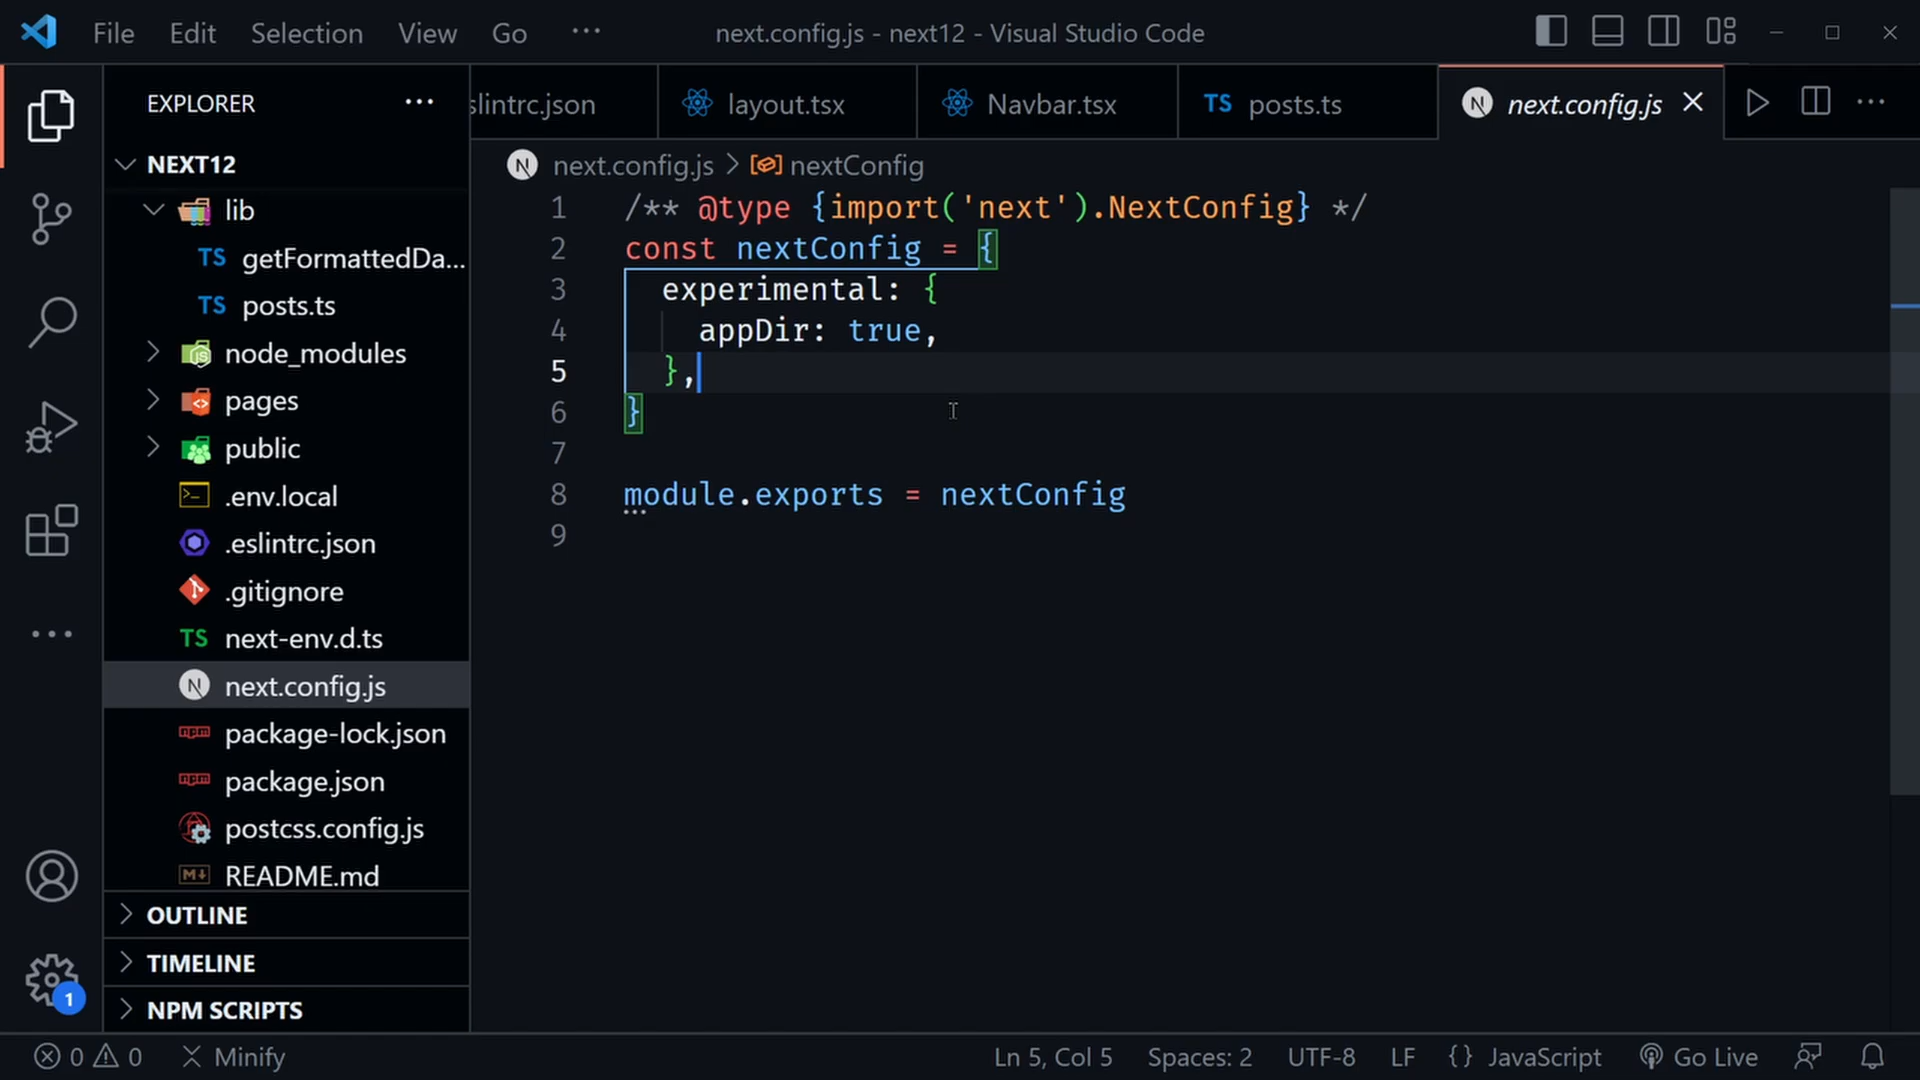 File Edit Selection View Go ···
next.config.js - next12 - Visual Studio Code
EXPLORER
slintrc.json
layout.tsx
Navbar.tsx
TS posts.ts
N next.config.js
NEXT12
lib
TS getFormattedDa...
TS posts.ts
node_modules
pages
public
.env.local
.eslintrc.json
.gitignore
TS next-env.d.ts
N next.config.js
package-lock.json
package.json
postcss.config.js
README.md
OUTLINE
TIMELINE
NPM SCRIPTS
1
N next.config.js > nextConfig
1 /** @type {import('next').NextConfig} */
2 const nextConfig = {
3 experimental: {
4 appDir: true,
5 },
6 }
7
8 module.exports = nextConfig
9
0 0 Minify
Ln 5, Col 5 Spaces: 2 UTF-8 LF {} JavaScript Go Live